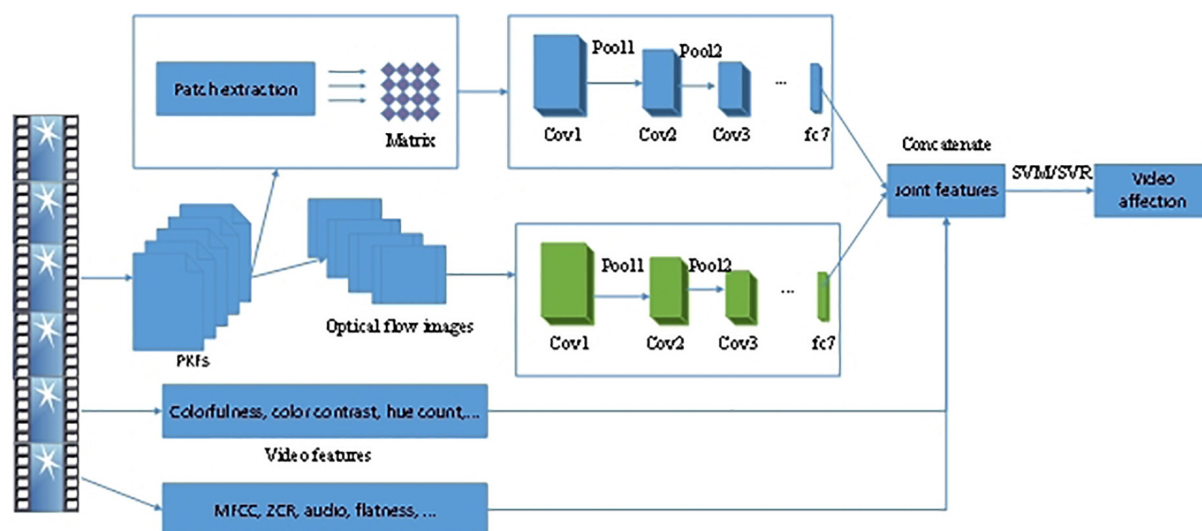 Patch extraction
Matrix
Pool1
Pool2
...
Cov1
Cov2
Cov3
fc7
PKFs
Optical flow images
Pool1
Pool2
...
Cov1
Cov2
Cov3
fc7
Concatenate
Joint features
SVM/SVR
Video
affection
Colorfulness, color contrast, hue count,...
Video features
MFCC, ZCR, audio, flatness, ...